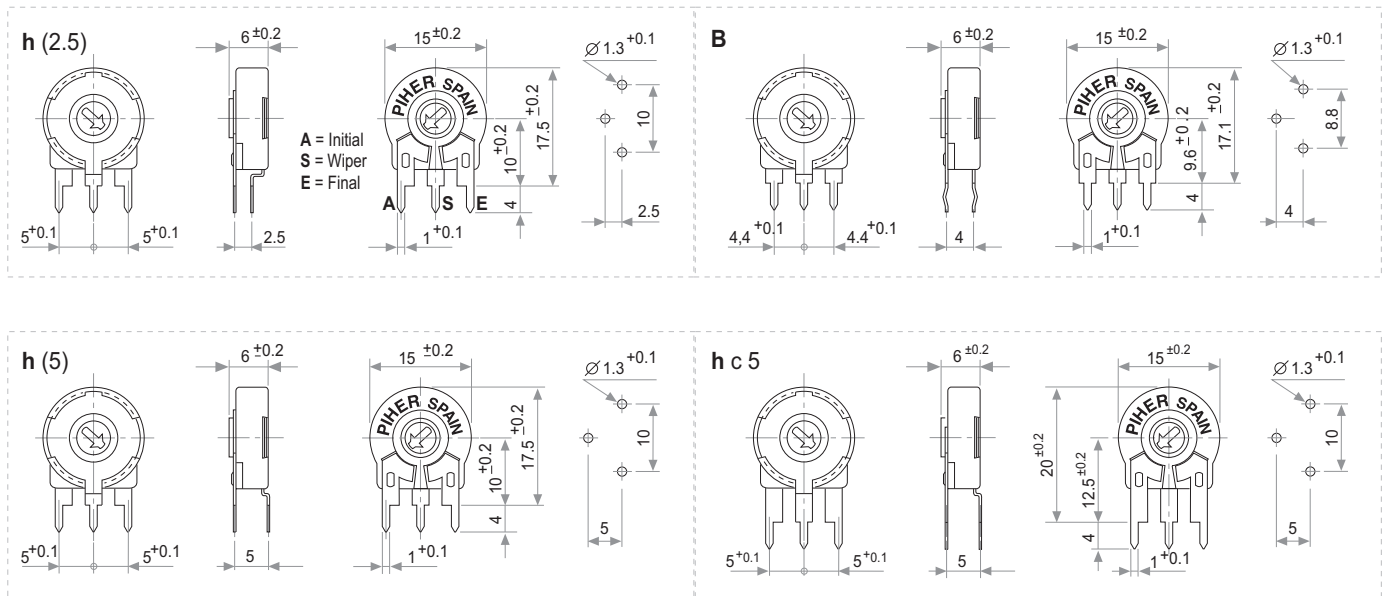 h (2.5)
6 ±0.2
15 ±0.2
Ø 1.3 +0.1
PIHER SPAIN
10 ±0.2
17.5 ±0.2
10
A = Initial
S = Wiper
E = Final
A
S
E
4
2.5
5 +0.1
5 +0.1
2.5
1 +0.1
B
6 ±0.2
15 ±0.2
Ø 1.3 +0.1
PIHER SPAIN
9.6 ±0.2
17.1 ±0.2
8.8
4
4
4,4 +0.1
4.4 +0.1
4
1 +0.1
h (5)
6 ±0.2
15 ±0.2
Ø 1.3 +0.1
PIHER SPAIN
10 ±0.2
17.5 ±0.2
10
4
5
5 +0.1
5 +0.1
5
1 +0.1
h c 5
6 ±0.2
15 ±0.2
Ø 1.3 +0.1
PIHER SPAIN
20 ±0.2
12.5 ±0.2
10
4
5
5 +0.1
5 +0.1
5
1 +0.1